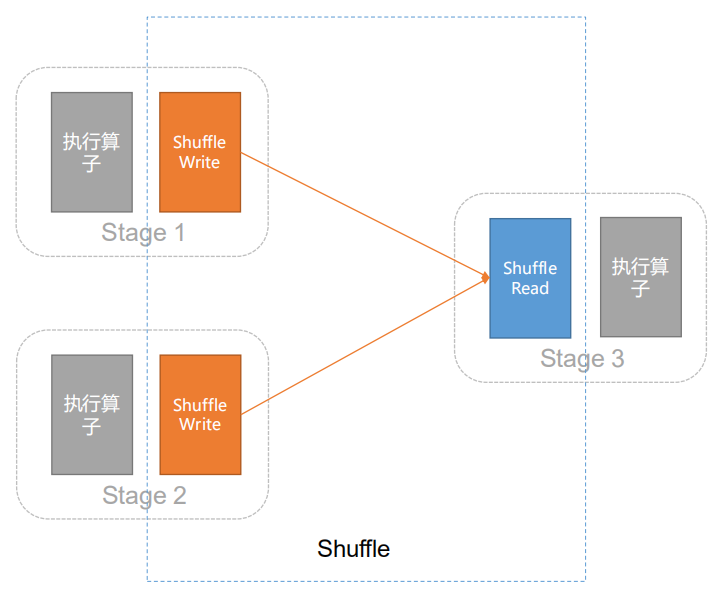 执行算
子
Shuffle
Write
Stage 1
Shuffle
Read
执行算
子
Stage 3
执行算
子
Shuffle
Write
Stage 2
Shuffle